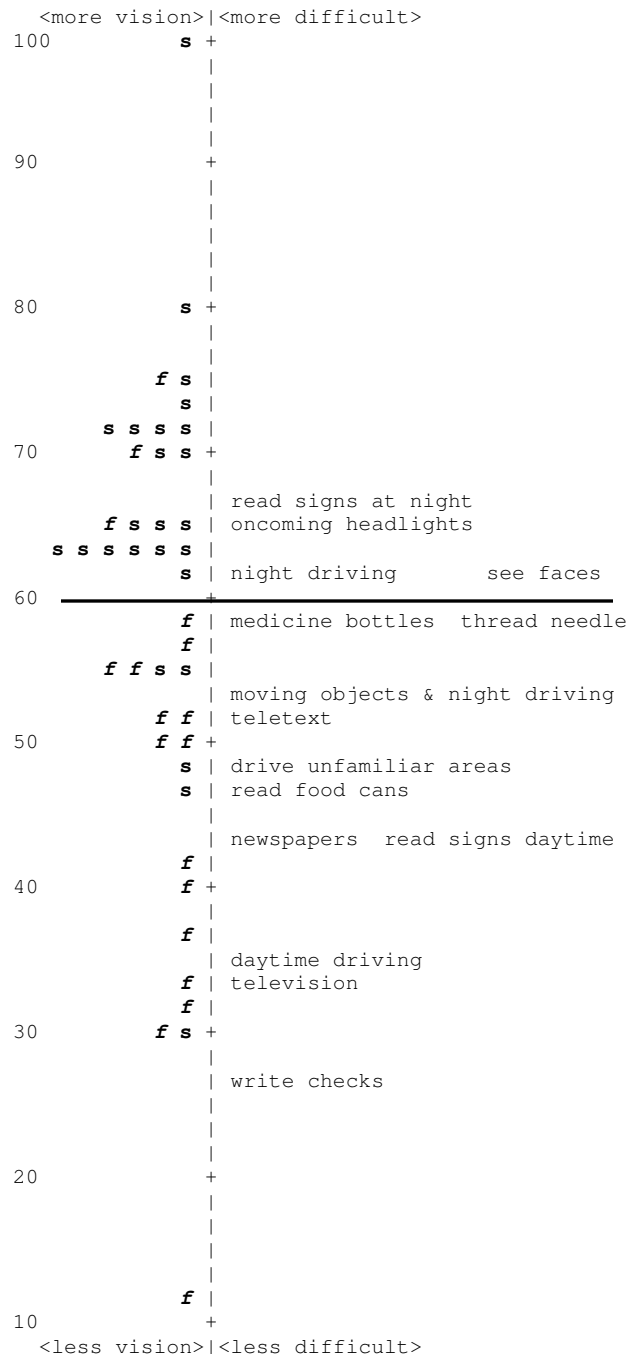 <more vision>|<more difficult>
100 s +
90 +
80 s +
f s |
s |
s s s s |
70 f s s +
| read signs at night
f s s s | oncoming headlights
s s s s s s |
s | night driving see faces
60 +
f | medicine bottles thread needle
f |
f f s s |
| moving objects & night driving
f f | teletext
50 f f +
s | drive unfamiliar areas
s | read food cans
| newspapers read signs daytime
f |
40 f +
f |
| daytime driving
f | television
f |
30 f s +
| write checks
20 +
f |
10 +
<less vision>|<less difficult>